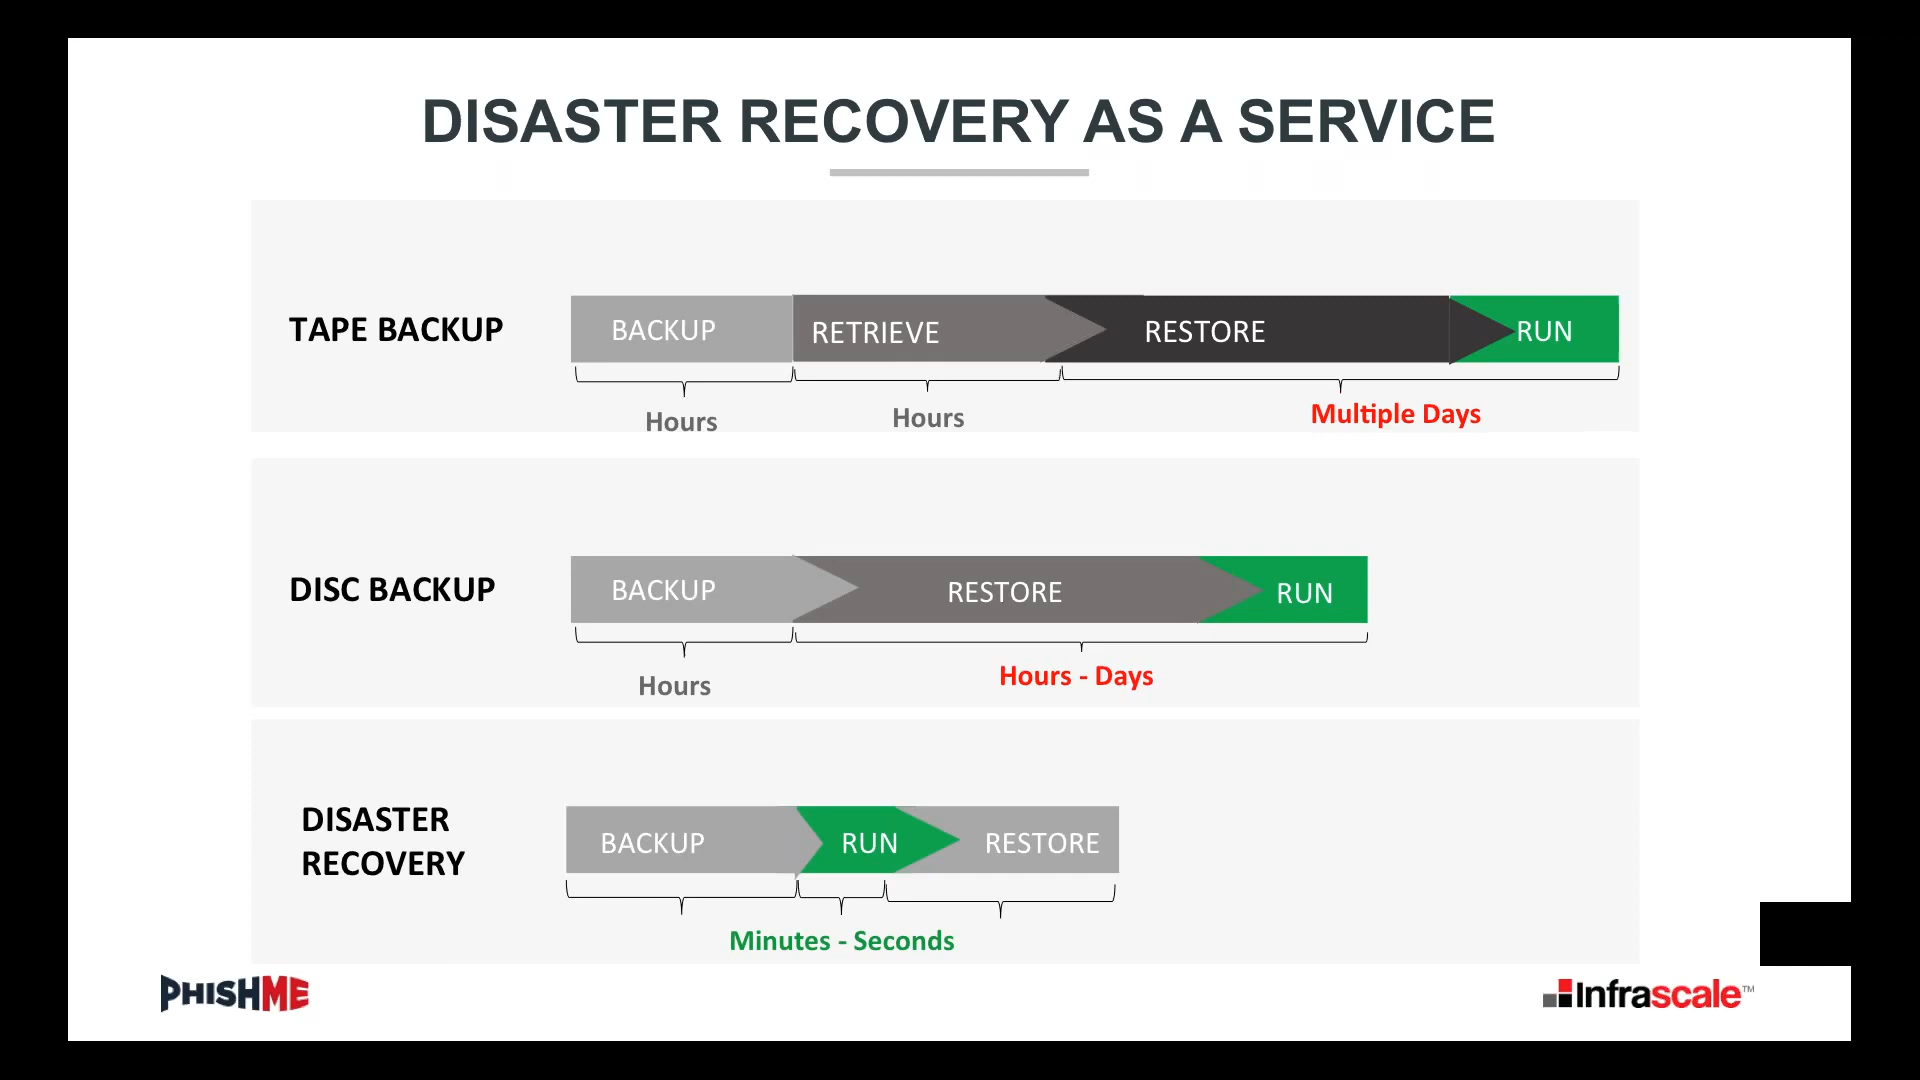 DISASTER RECOVERY AS A SERVICE
TAPE BACKUP
BACKUP
RETRIEVE
RESTORE
RUN
Hours
Hours
Multiple Days
DISC BACKUP
BACKUP
RESTORE
RUN
Hours
Hours - Days
DISASTER
RECOVERY
BACKUP
RUN
RESTORE
Minutes - Seconds
PHISHME
Infrascale™